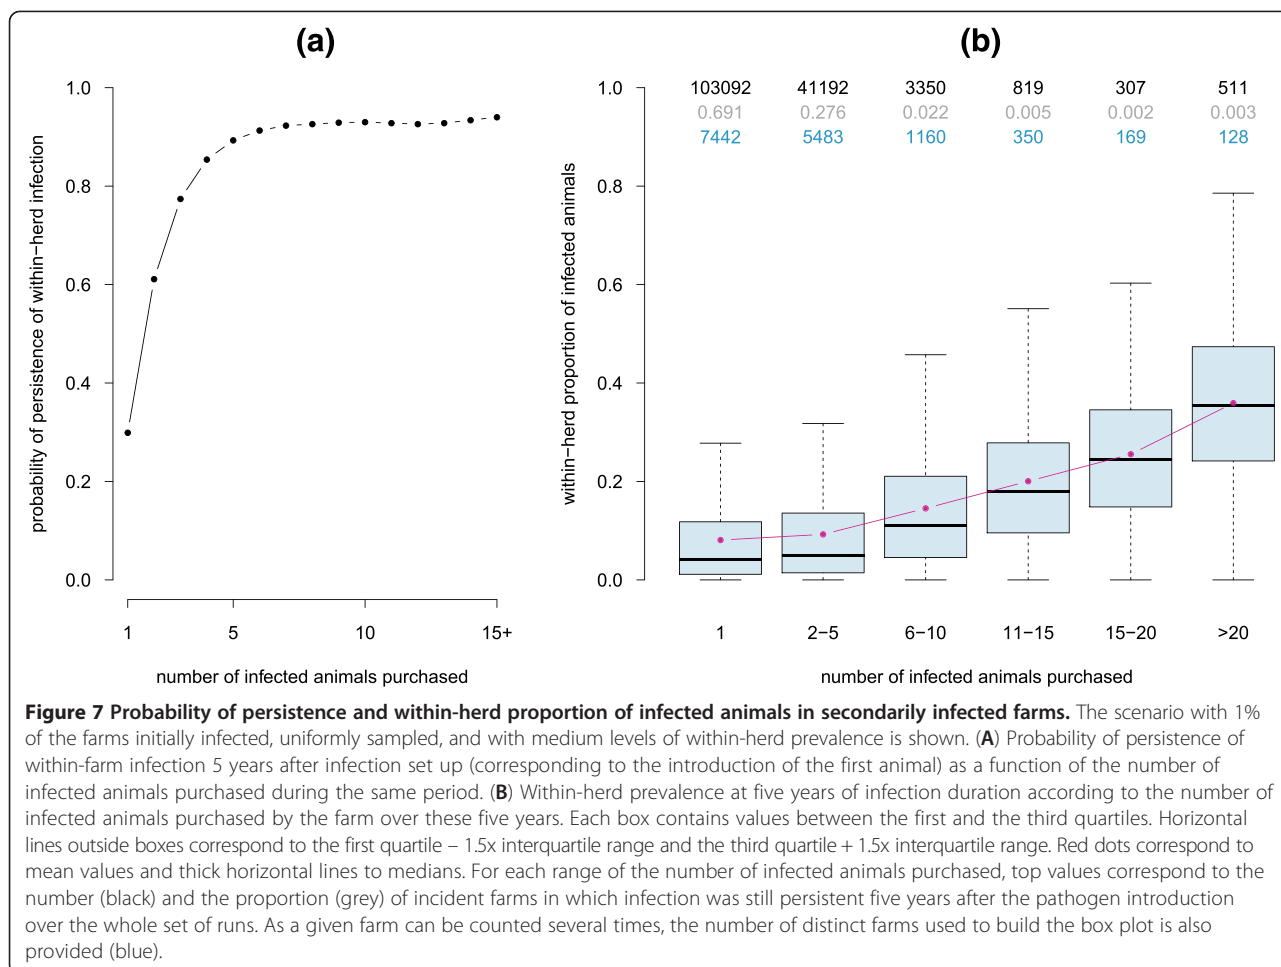 (a)
probability of persistence of within−herd infection
1.0
0.8
0.6
0.4
0.2
0.0
1 5 10 15+
number of infected animals purchased
(b)
within−herd proportion of infected animals
1.0
0.8
0.6
0.4
0.2
0.0
103092 41192 3350 819 307 511
0.691 0.276 0.022 0.005 0.002 0.003
7442 5483 1160 350 169 128
1 2−5 6−10 11−15 15−20 >20
number of infected animals purchased
Figure 7 Probability of persistence and within-herd proportion of infected animals in secondarily infected farms. The scenario with 1%
of the farms initially infected, uniformly sampled, and with medium levels of within-herd prevalence is shown. (A) Probability of persistence of
within-farm infection 5 years after infection set up (corresponding to the introduction of the first animal) as a function of the number of
infected animals purchased during the same period. (B) Within-herd prevalence at five years of infection duration according to the number of
infected animals purchased by the farm over these five years. Each box contains values between the first and the third quartiles. Horizontal
lines outside boxes correspond to the first quartile – 1.5x interquartile range and the third quartile + 1.5x interquartile range. Red dots correspond to
mean values and thick horizontal lines to medians. For each range of the number of infected animals purchased, top values correspond to the
number (black) and the proportion (grey) of incident farms in which infection was still persistent five years after the pathogen introduction
over the whole set of runs. As a given farm can be counted several times, the number of distinct farms used to build the box plot is also
provided (blue).